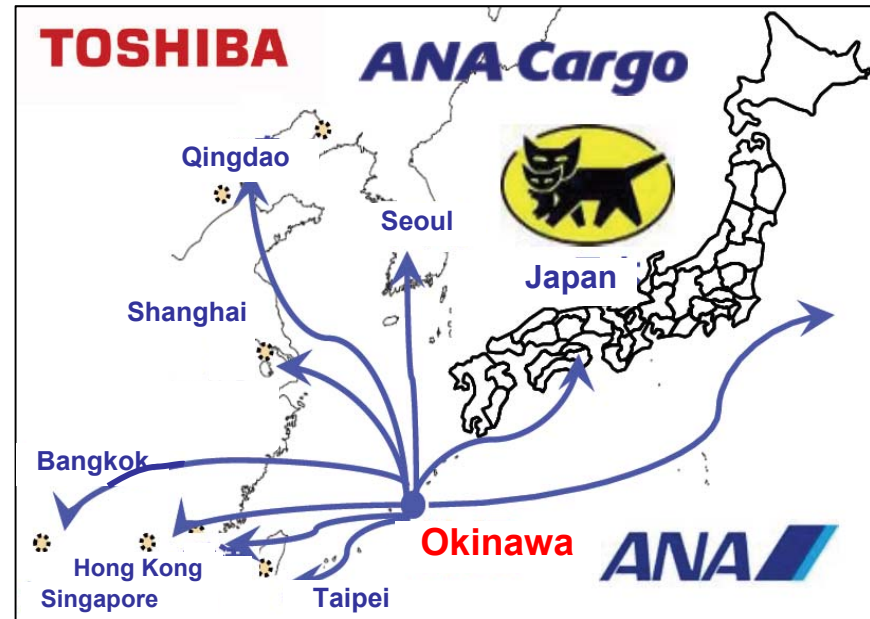 TOSHIBA
ANA Cargo
Qingdao
Seoul
Japan
Shanghai
Bangkok
Okinawa
ANA
Hong Kong
Singapore
Taipei